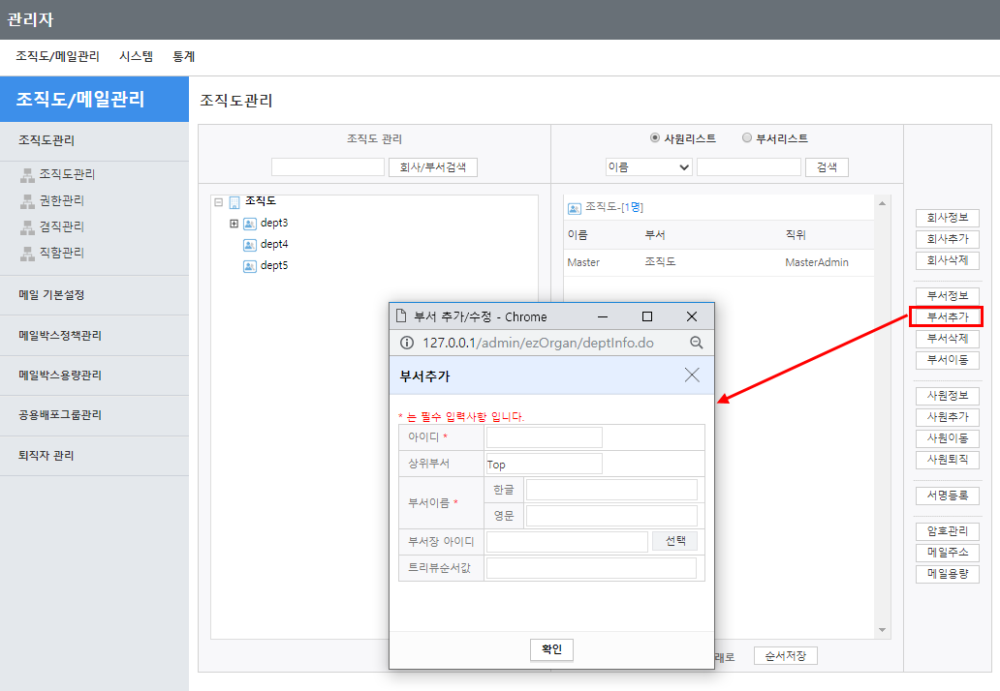 관리자
조직도/메일관리 시스템 통계
조직도/메일관리
조직도관리
조직도관리
권한관리
겸직관리
직함관리
메일 기본설정
메일박스정책관리
메일박스용량관리
공용배포그룹관리
퇴직자 관리
조직도관리
조직도 관리
회사/부서검색
조직도
dept3
dept4
dept5
사원리스트 부서리스트
이름 검색
조직도-[1명]
이름 부서 직위
Master 조직도 MasterAdmin
부서 추가/수정 - Chrome
127.0.0.1/admin/ezOrgan/deptInfo.do
부서추가
* 는 필수 입력사항 입니다.
아이디 *
상위부서 Top
부서이름 * 한글
영문
부서장 아이디 선택
트리뷰순서값
확인
래로 순서저장
회사정보
회사추가
회사삭제
부서정보
부서추가
부서삭제
부서이동
사원정보
사원추가
사원이동
사원퇴직
서명등록
암호관리
메일주소
메일용량